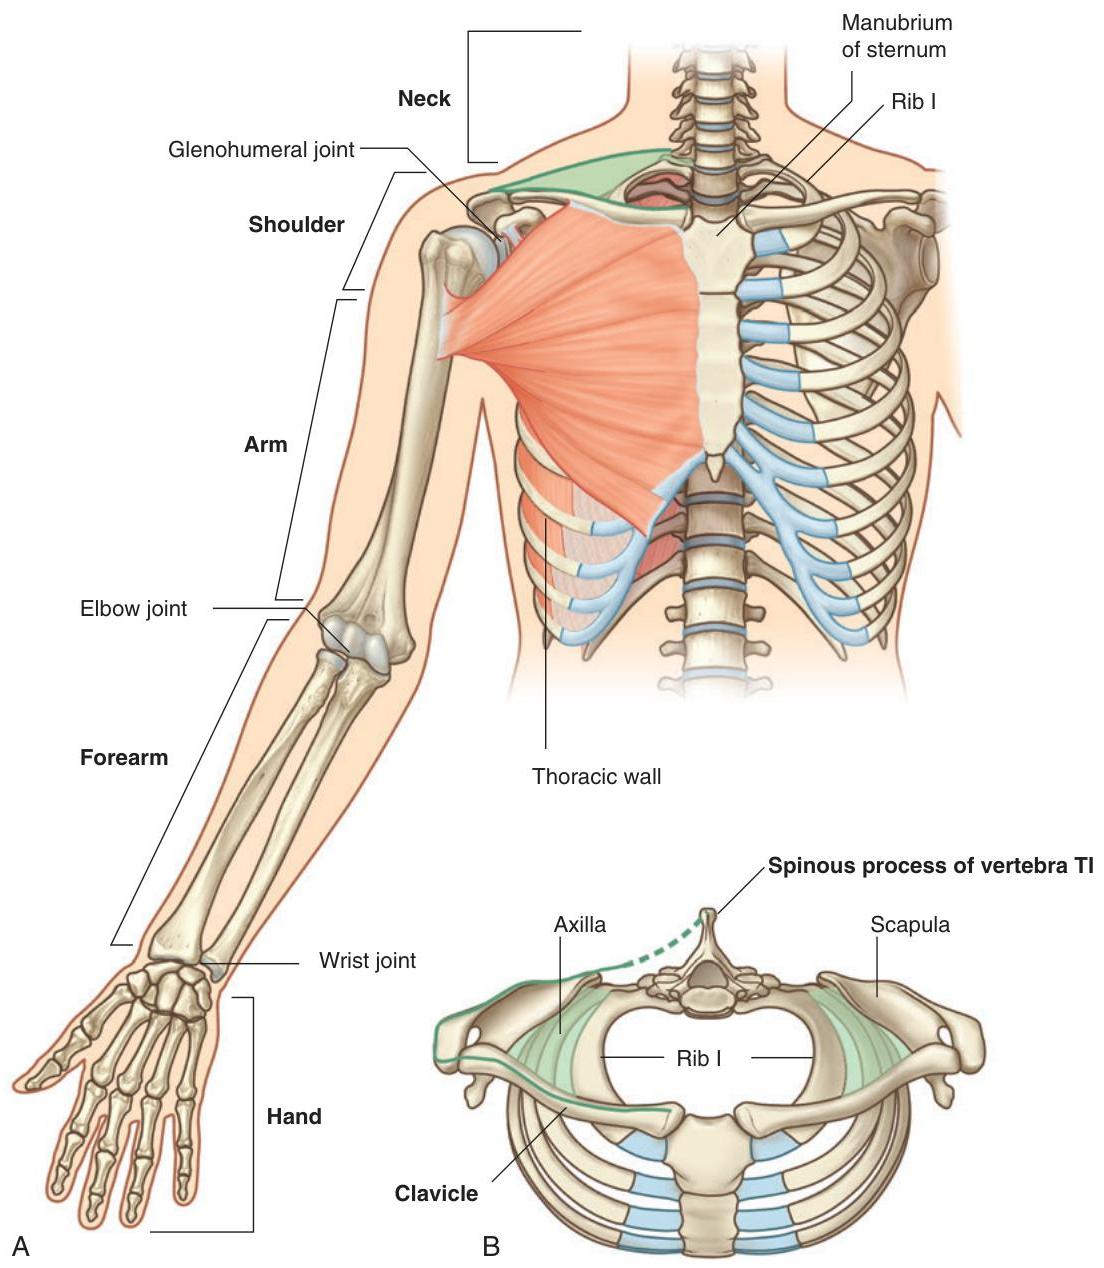 Manubrium
of sternum
Neck
Rib I
Glenohumeral joint
Shoulder
Arm
Elbow joint
Forearm
Thoracic wall
Spinous process of vertebra TI
Axilla
Scapula
Wrist joint
Rib I
Hand
Clavicle
A
B